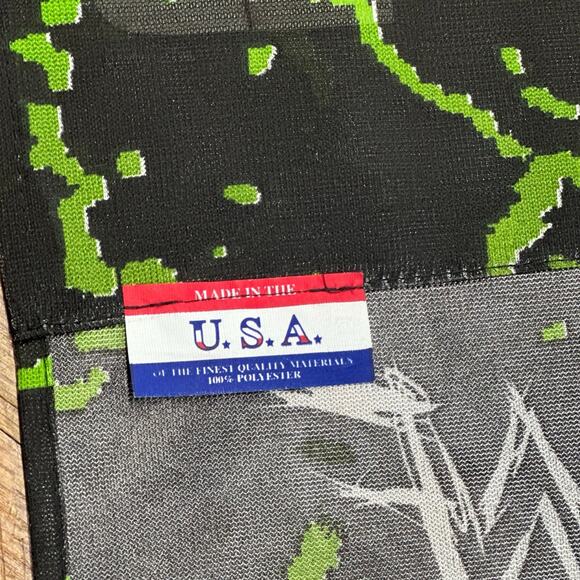 MADE IN THE
U.S.A.
OF THE FINEST QUALITY MATERIALS
100% POLYESTER